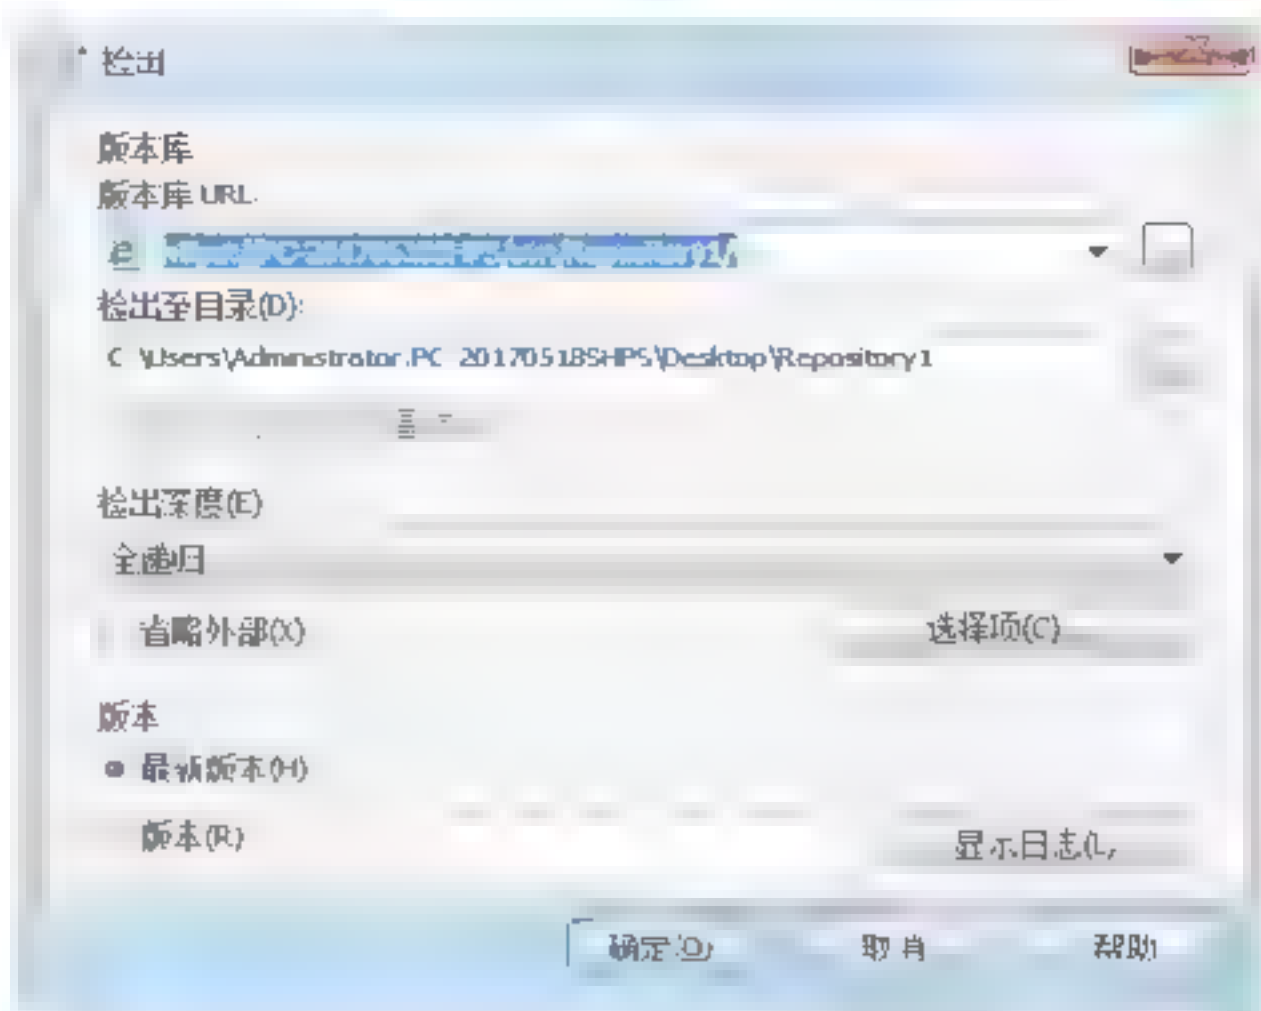 检出
版本库
版本库 URL:
检出至目录(D):
C:\Users\Administrator.PC-20170518SHPS\Desktop\Repository1
检出深度(E)
全递归
省略外部(X)
选择项(C)
版本
最新版本(H)
版本(R)
显示日志(L)
确定(O)
取消
帮助